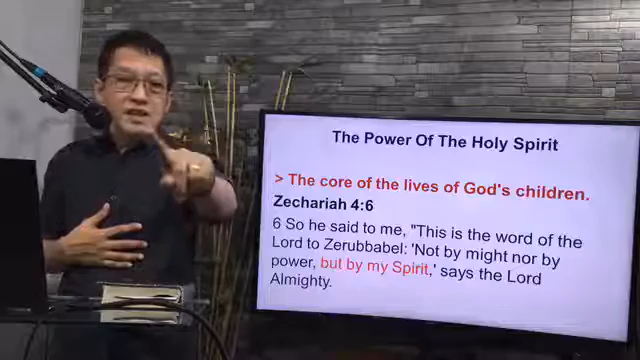 The Power Of The Holy Spirit
> The core of the lives of God's children.
Zechariah 4:6
6 So he said to me, "This is the word of the
Lord to Zerubbabel: 'Not by might nor by
power, but by my Spirit,' says the Lord
Almighty.